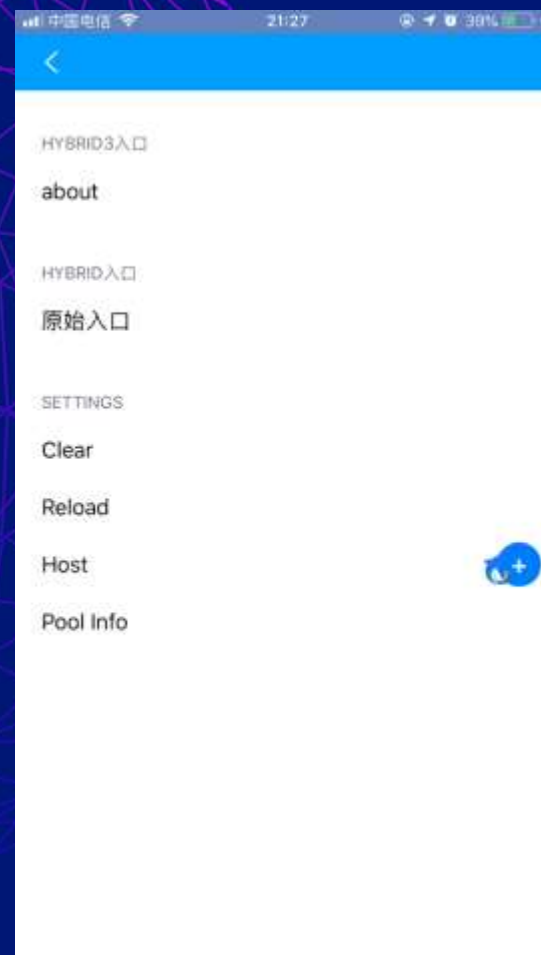 中国电信 21:27 39%
HYBRID3入口
about
HYBRID入口
原始入口
SETTINGS
Clear
Reload
Host
+
Pool Info